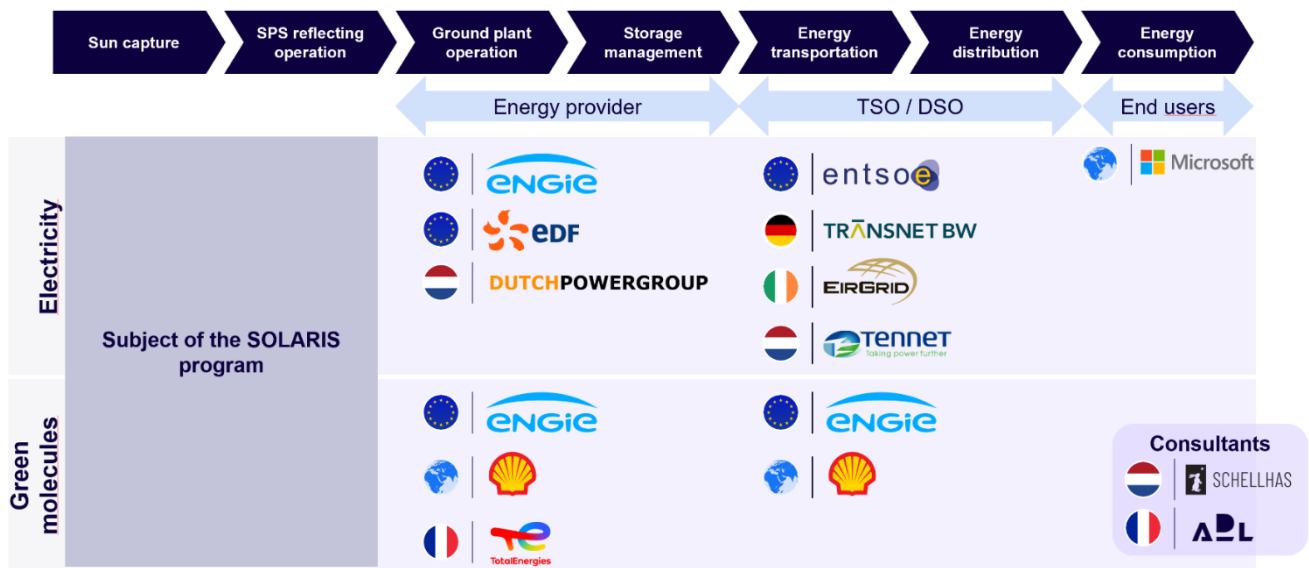 Sun capture
SPS reflecting
operation
Ground plant
operation
Storage
management
Energy
transportation
Energy
distribution
Energy
consumption
Energy provider
TSO / DSO
End users
Electricity
Subject of the SOLARIS
program
ENGIE
eDF
DUTCHPOWERGROUP
entsoe
TRANSNET BW
EIRGRID
TENNET
Taking power further
Microsoft
Green
molecules
ENGIE
TotalEnergies
ENGIE
Consultants
SCHELLHAS
ADL